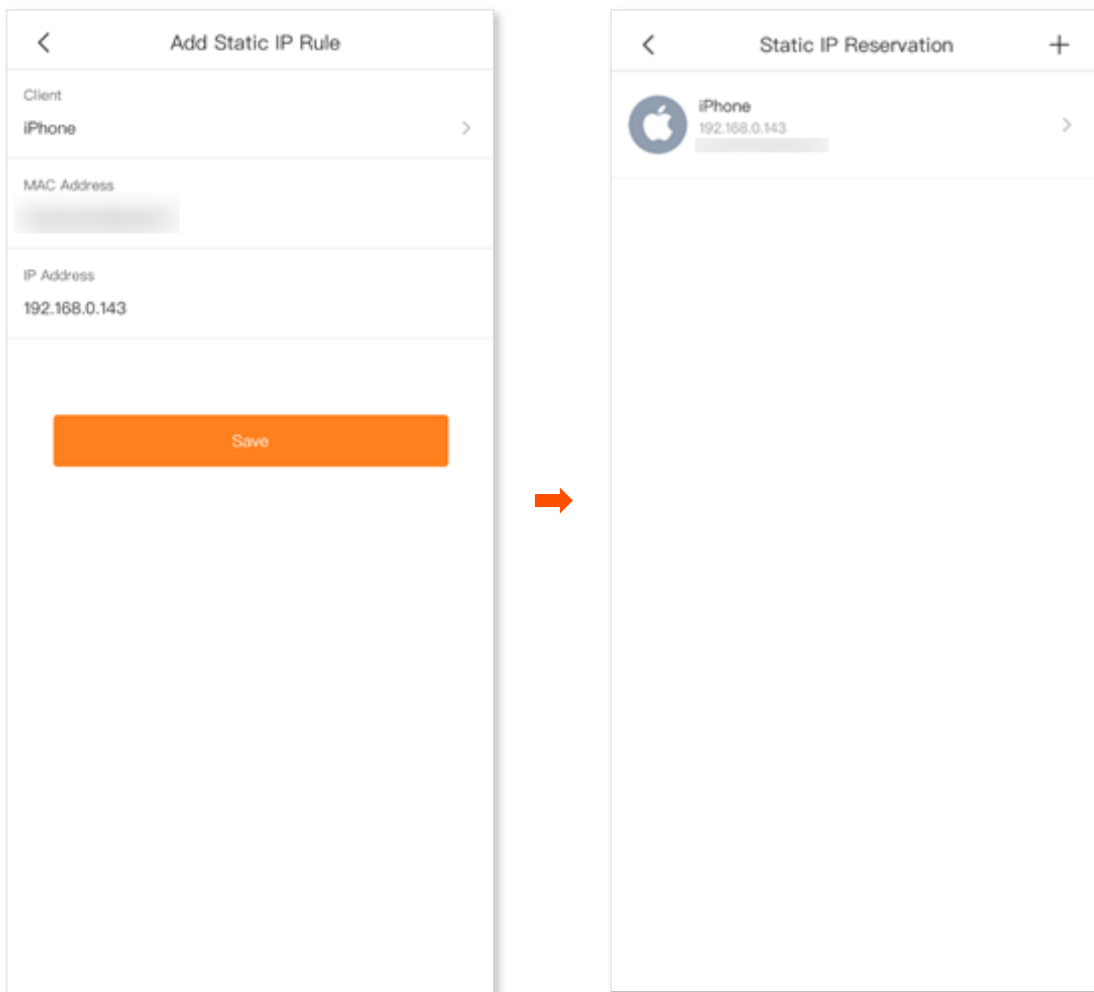 Add Static IP Rule
Client
iPhone
MAC Address
IP Address
192.168.0.143
Save
Static IP Reservation
iPhone
192.168.0.143